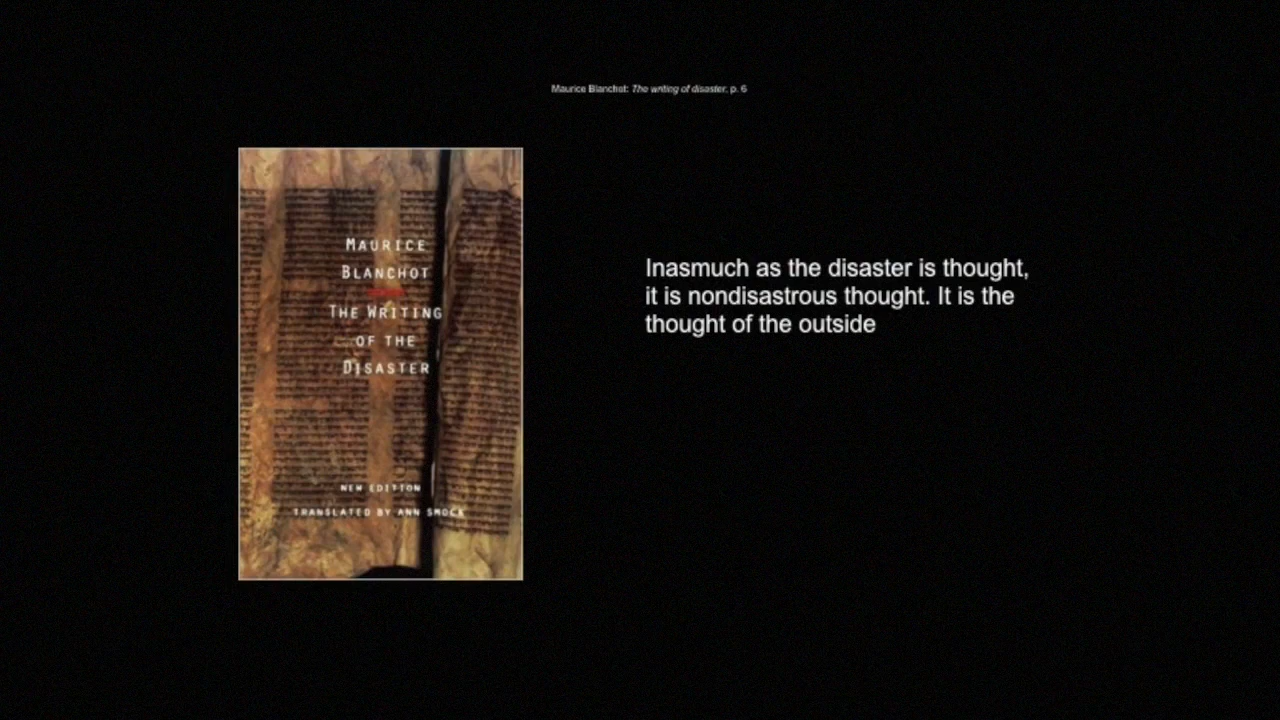 Maurice Blanchot: The writing of disaster, p. 6
MAURICE
BLANCHOT
THE WRITING
OF THE
DISASTER
NEW EDITION
TRANSLATED BY ANN SMOCK
Inasmuch as the disaster is thought,
it is nondisastrous thought. It is the
thought of the outside